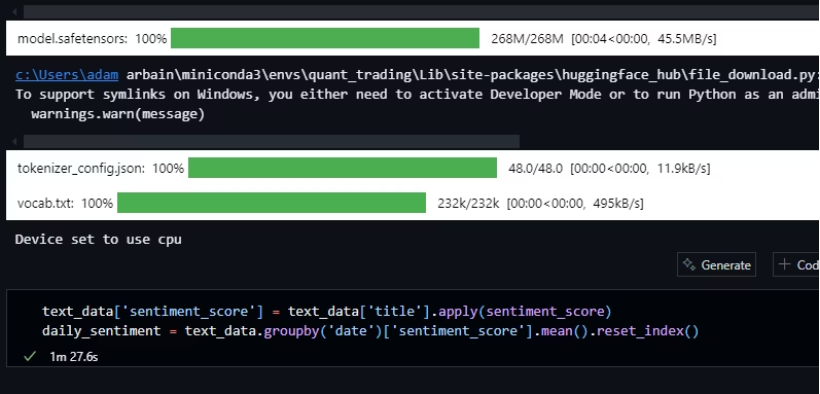 model.safetensors: 100% 268M/268M [00:04<00:00, 45.5MB/s]
c:\Users\adam arbain\miniconda3\envs\quant_trading\Lib\site-packages\huggingface_hub\file_download.py:
To support symlinks on Windows, you either need to activate Developer Mode or to run Python as an admi
warnings.warn(message)
tokenizer_config.json: 100% 48.0/48.0 [00:00<00:00, 11.9kB/s]
vocab.txt: 100% 232k/232k [00:00<00:00, 495kB/s]
Device set to use cpu
Generate + Cod
text_data['sentiment_score'] = text_data['title'].apply(sentiment_score)
daily_sentiment = text_data.groupby('date')['sentiment_score'].mean().reset_index()
1m 27.6s